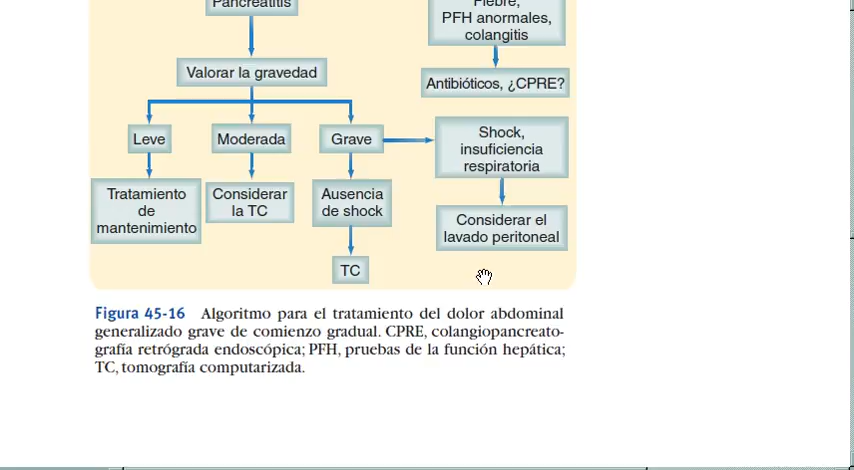 Pancreatitis
Fiebre,
PFH anormales,
colangitis
Valorar la gravedad
Antibióticos, ¿CPRE?
Leve
Moderada
Grave
Shock,
insuficiencia
respiratoria
Tratamiento
de
mantenimiento
Considerar
la TC
Ausencia
de shock
Considerar el
lavado peritoneal
TC
Figura 45-16 Algoritmo para el tratamiento del dolor abdominal
generalizado grave de comienzo gradual. CPRE, colangiopancreato-
grafía retrógrada endoscópica; PFH, pruebas de la función hepática;
TC, tomografía computarizada.